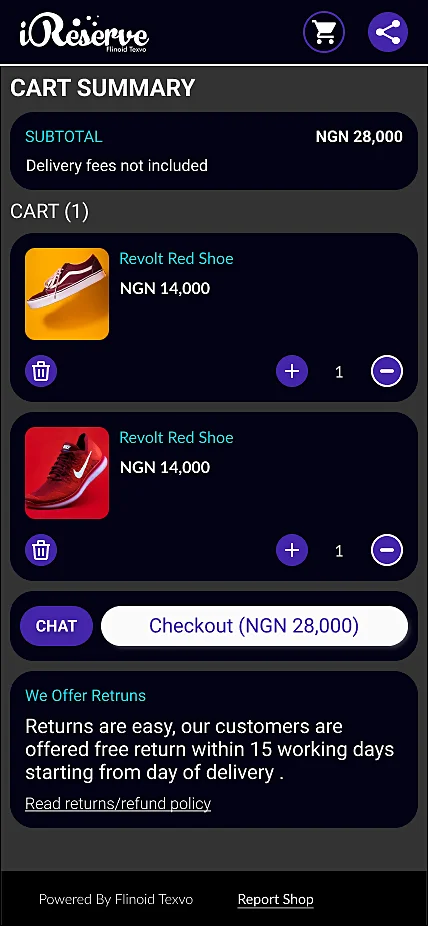 iReserve
Flinoid Texvo
CART SUMMARY
SUBTOTAL NGN 28,000
Delivery fees not included
CART (1)
Revolt Red Shoe
NGN 14,000
1
Revolt Red Shoe
NGN 14,000
1
CHAT Checkout (NGN 28,000)
We Offer Retruns
Returns are easy, our customers are
offered free return within 15 working days
starting from day of delivery .
Read returns/refund policy
Powered By Flinoid Texvo Report Shop